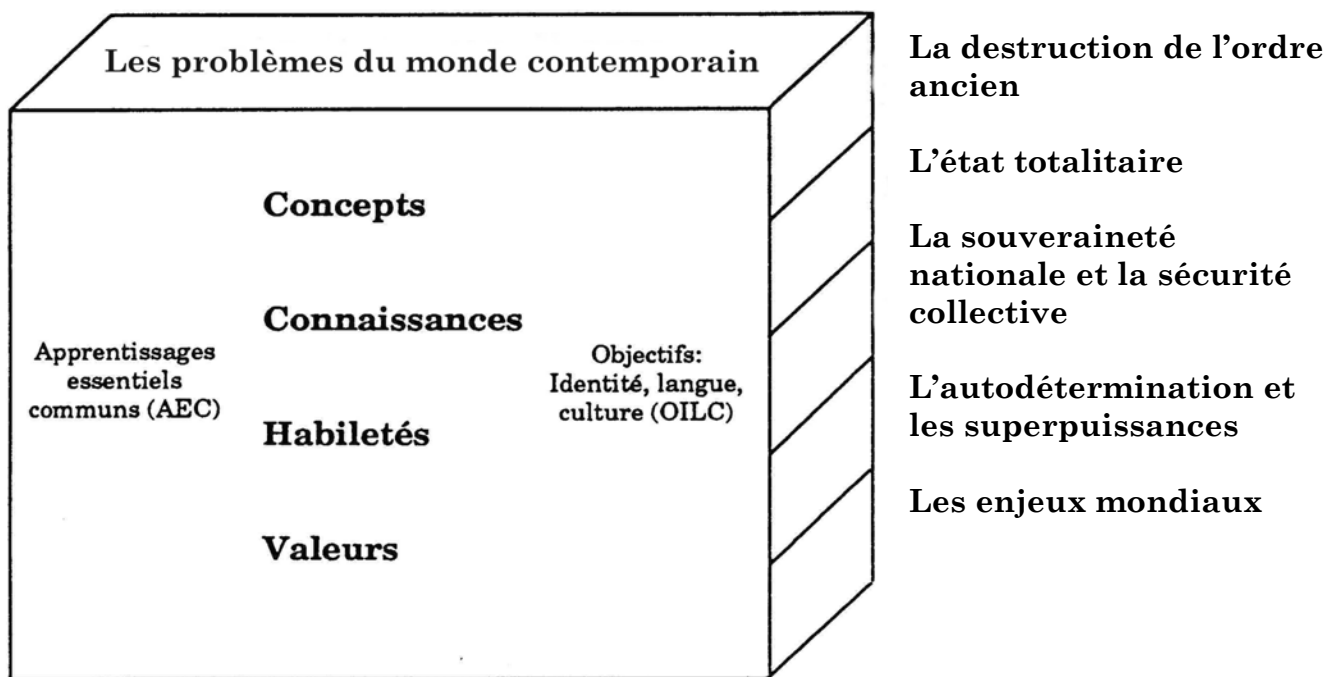 Les problèmes du monde contemporain
Concepts
Connaissances
Apprentissages
essentiels
communs (AEC)
Objectifs:
Identité, langue,
culture (OILC)
Habiletés
Valeurs
La destruction de l’ordre
ancien
L’état totalitaire
La souveraineté
nationale et la sécurité
collective
L’autodétermination et
les superpuissances
Les enjeux mondiaux